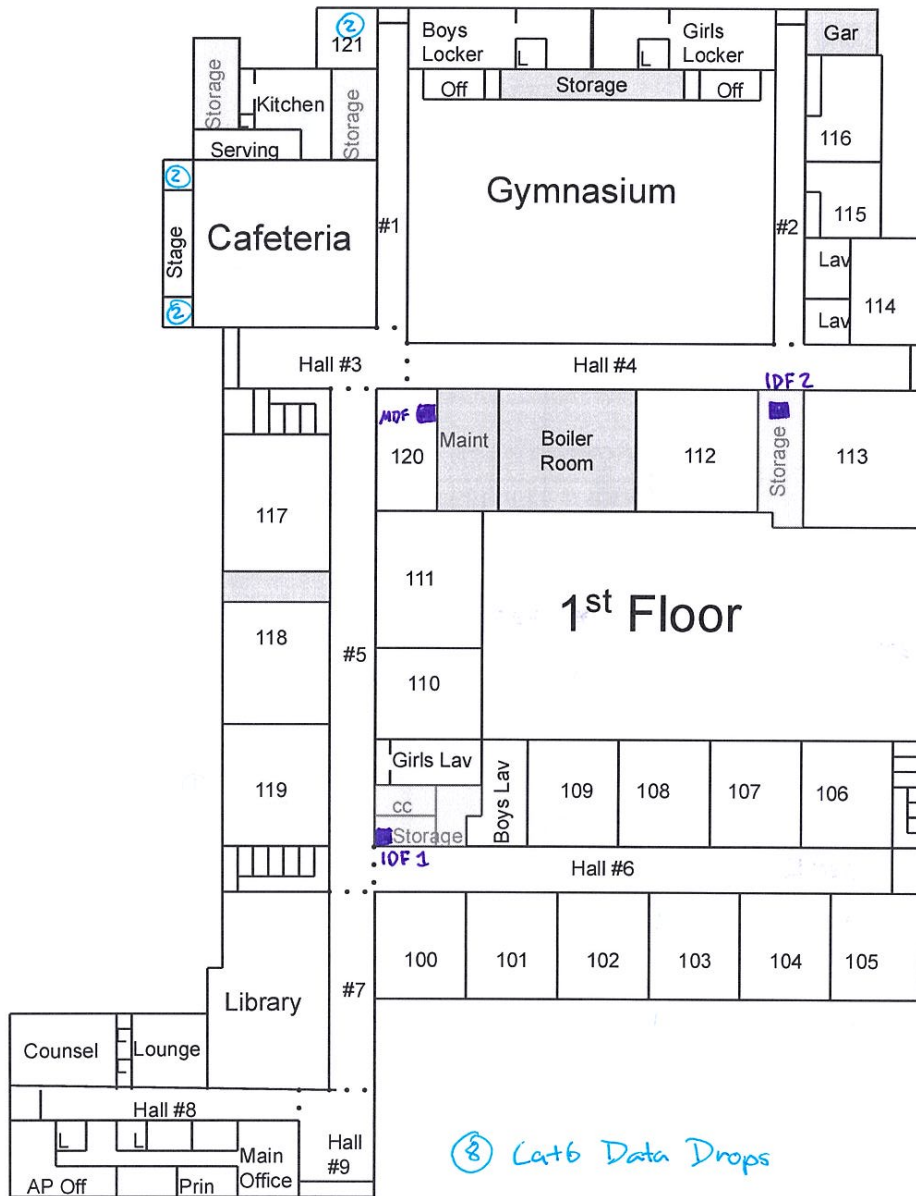 2
121
Boys
Locker
L
L
Girls
Locker
Gar
Storage
Kitchen
Storage
Off
Storage
Off
116
Serving
2
Stage
2
Cafeteria
#1
Gymnasium
#2
115
Lav
Lav
114
Hall #3
Hall #4
IDF 2
MDF
120
Maint
Boiler
Room
112
Storage
113
117
111
1st Floor
118
#5
110
Girls Lav
119
cc
Storage
IDF 1
Boys Lav
109
108
107
106
Hall #6
100
101
102
103
104
105
Library
#7
Counsel
Lounge
Hall #8
L
L
Main
Office
Hall
#9
AP Off
Prin
8 Cat6 Data Drops